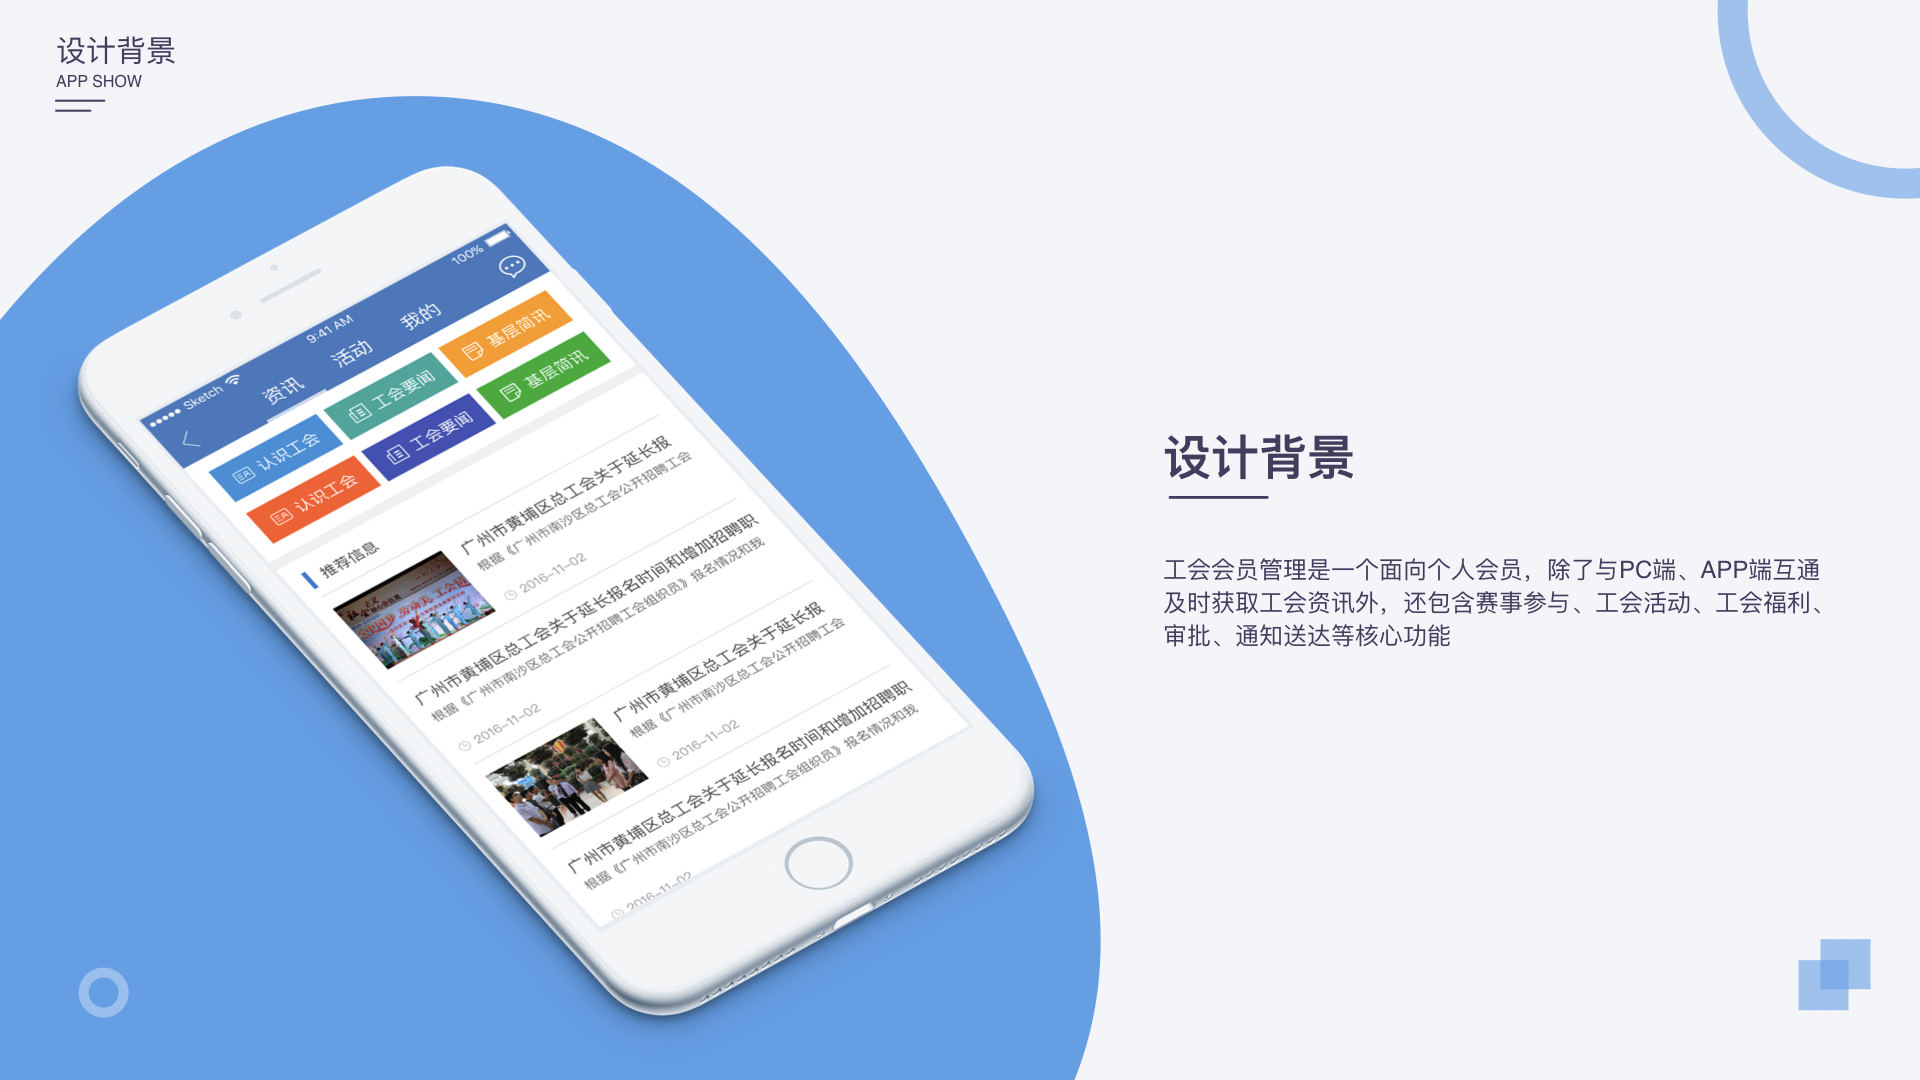 设计背景
APP SHOW
Sketch
9:41 AM
100%
资讯
活动
我的
认识工会
工会要闻
基层简讯
认识工会
工会要闻
基层简讯
推荐信息
广州市黄埔区总工会关于延长报
根据《广州市南沙区总工会公开招聘工会
2016-11-02
广州市黄埔区总工会关于延长报名时间和增加招聘职
根据《广州市南沙区总工会公开招聘工会组织员》报名情况和我
2016-11-02
广州市黄埔区总工会关于延长报
根据《广州市南沙区总工会公开招聘工会
2016-11-02
广州市黄埔区总工会关于延长报名时间和增加招聘职
根据《广州市南沙区总工会公开招聘工会组织员》报名情况和我
2016-11-02
设计背景
工会会员管理是一个面向个人会员，除了与PC端、APP端互通
及时获取工会资讯外，还包含赛事参与、工会活动、工会福利、
审批、通知送达等核心功能